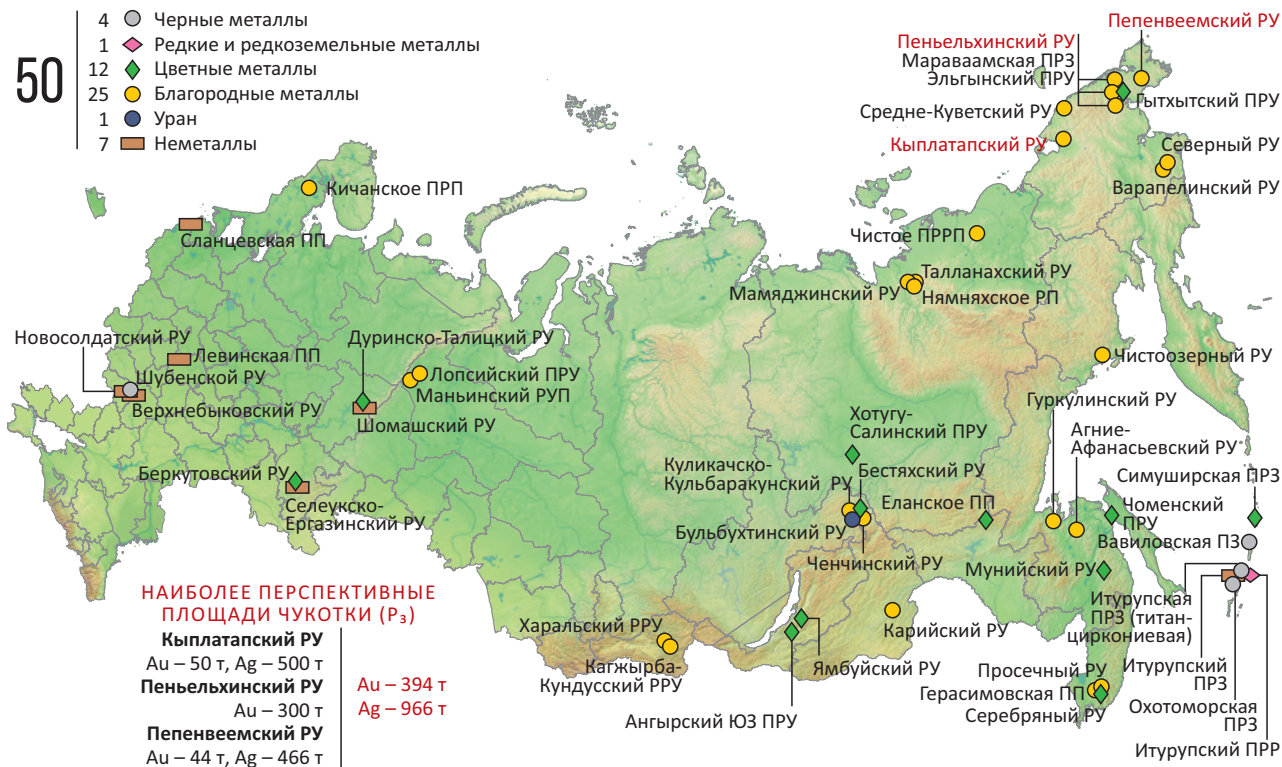 50
4 Черные металлы
1 Редкие и редкоземельные металлы
12 Цветные металлы
25 Благородные металлы
1 Уран
7 Неметаллы
Пепенвеемский РУ
Пеньельхинский РУ
Мараваамская ПРЗ
Эльгынский ПРУ
Гытхытский ПРУ
Средне-Куветский РУ
Кыплатапский РУ
Северный РУ
Варапелинский РУ
Кичанское ПРП
Сланцевская ПП
Чистое ПРРП
Талланахский РУ
Мамяджинский РУ
Нямняхское РП
Новосолдатский РУ
Левинская ПП
Шубенской РУ
Верхнебыковский РУ
Дуринско-Талицкий РУ
Лопсийский ПРУ
Маньинский РУП
Шомашский РУ
Чистоозерный РУ
Гуркулинский РУ
Агние-
Афанасьевский РУ
Хотугу-
Салинский ПРУ
Куликачско-
Кульбаракунский РУ
Бестяхский РУ
Беркутовский РУ
Селеукско-
Ергазинский РУ
Еланское ПП
Симуширская ПРЗ
Чоменский
ПРУ
Бульбухтинский РУ
Вавиловская ПЗ
Ченчинский РУ
Мунийский РУ
Итурупская
ПРЗ (титан-
циркониевая)
Карийский РУ
Харальский РРУ
Кагжырба-
Кундусский РРУ
Ямбуйский РУ
Ангырский ЮЗ ПРУ
Просечный РУ
Герасимовская ПП
Серебряный РУ
Итурупский
ПРЗ
Охотоморская
ПРЗ
Итурупский ПРР
НАИБОЛЕЕ ПЕРСПЕКТИВНЫЕ
ПЛОЩАДИ ЧУКОТКИ (P₃)
Кыплатапский РУ
Au – 50 т, Ag – 500 т
Пеньельхинский РУ
Au – 300 т
Пепенвеемский РУ
Au – 44 т, Ag – 466 т
Au – 394 т
Ag – 966 т